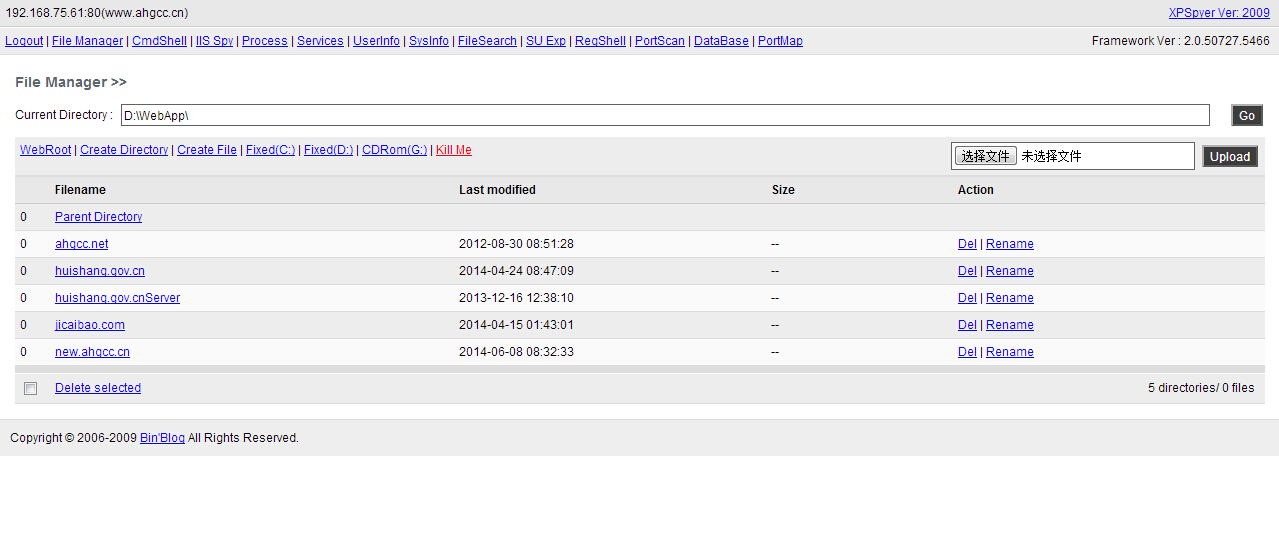 192.168.75.61:80(www.ahgcc.cn) XPSpyer Ver: 2009
Logout | File Manager | CmdShell | IIS Spy | Process | Services | UserInfo | SysInfo | FileSearch | SU Exp | RegShell | PortScan | DataBase | PortMap Framework Ver : 2.0.50727.5466
File Manager >>
Current Directory : D:\WebApp\ Go
WebRoot | Create Directory | Create File | Fixed(C:) | Fixed(D:) | CDRom(G:) | Kill Me 选择文件 未选择文件 Upload
Filename Last modified Size Action
0 Parent Directory
0 ahgcc.net 2012-08-30 08:51:28 -- Del | Rename
0 huishang.gov.cn 2014-04-24 08:47:09 -- Del | Rename
0 huishang.gov.cnServer 2013-12-16 12:38:10 -- Del | Rename
0 jicaibao.com 2014-04-15 01:43:01 -- Del | Rename
0 new.ahgcc.cn 2014-06-08 08:32:33 -- Del | Rename
Delete selected 5 directories/ 0 files
Copyright © 2006-2009 Bin'Blog All Rights Reserved.